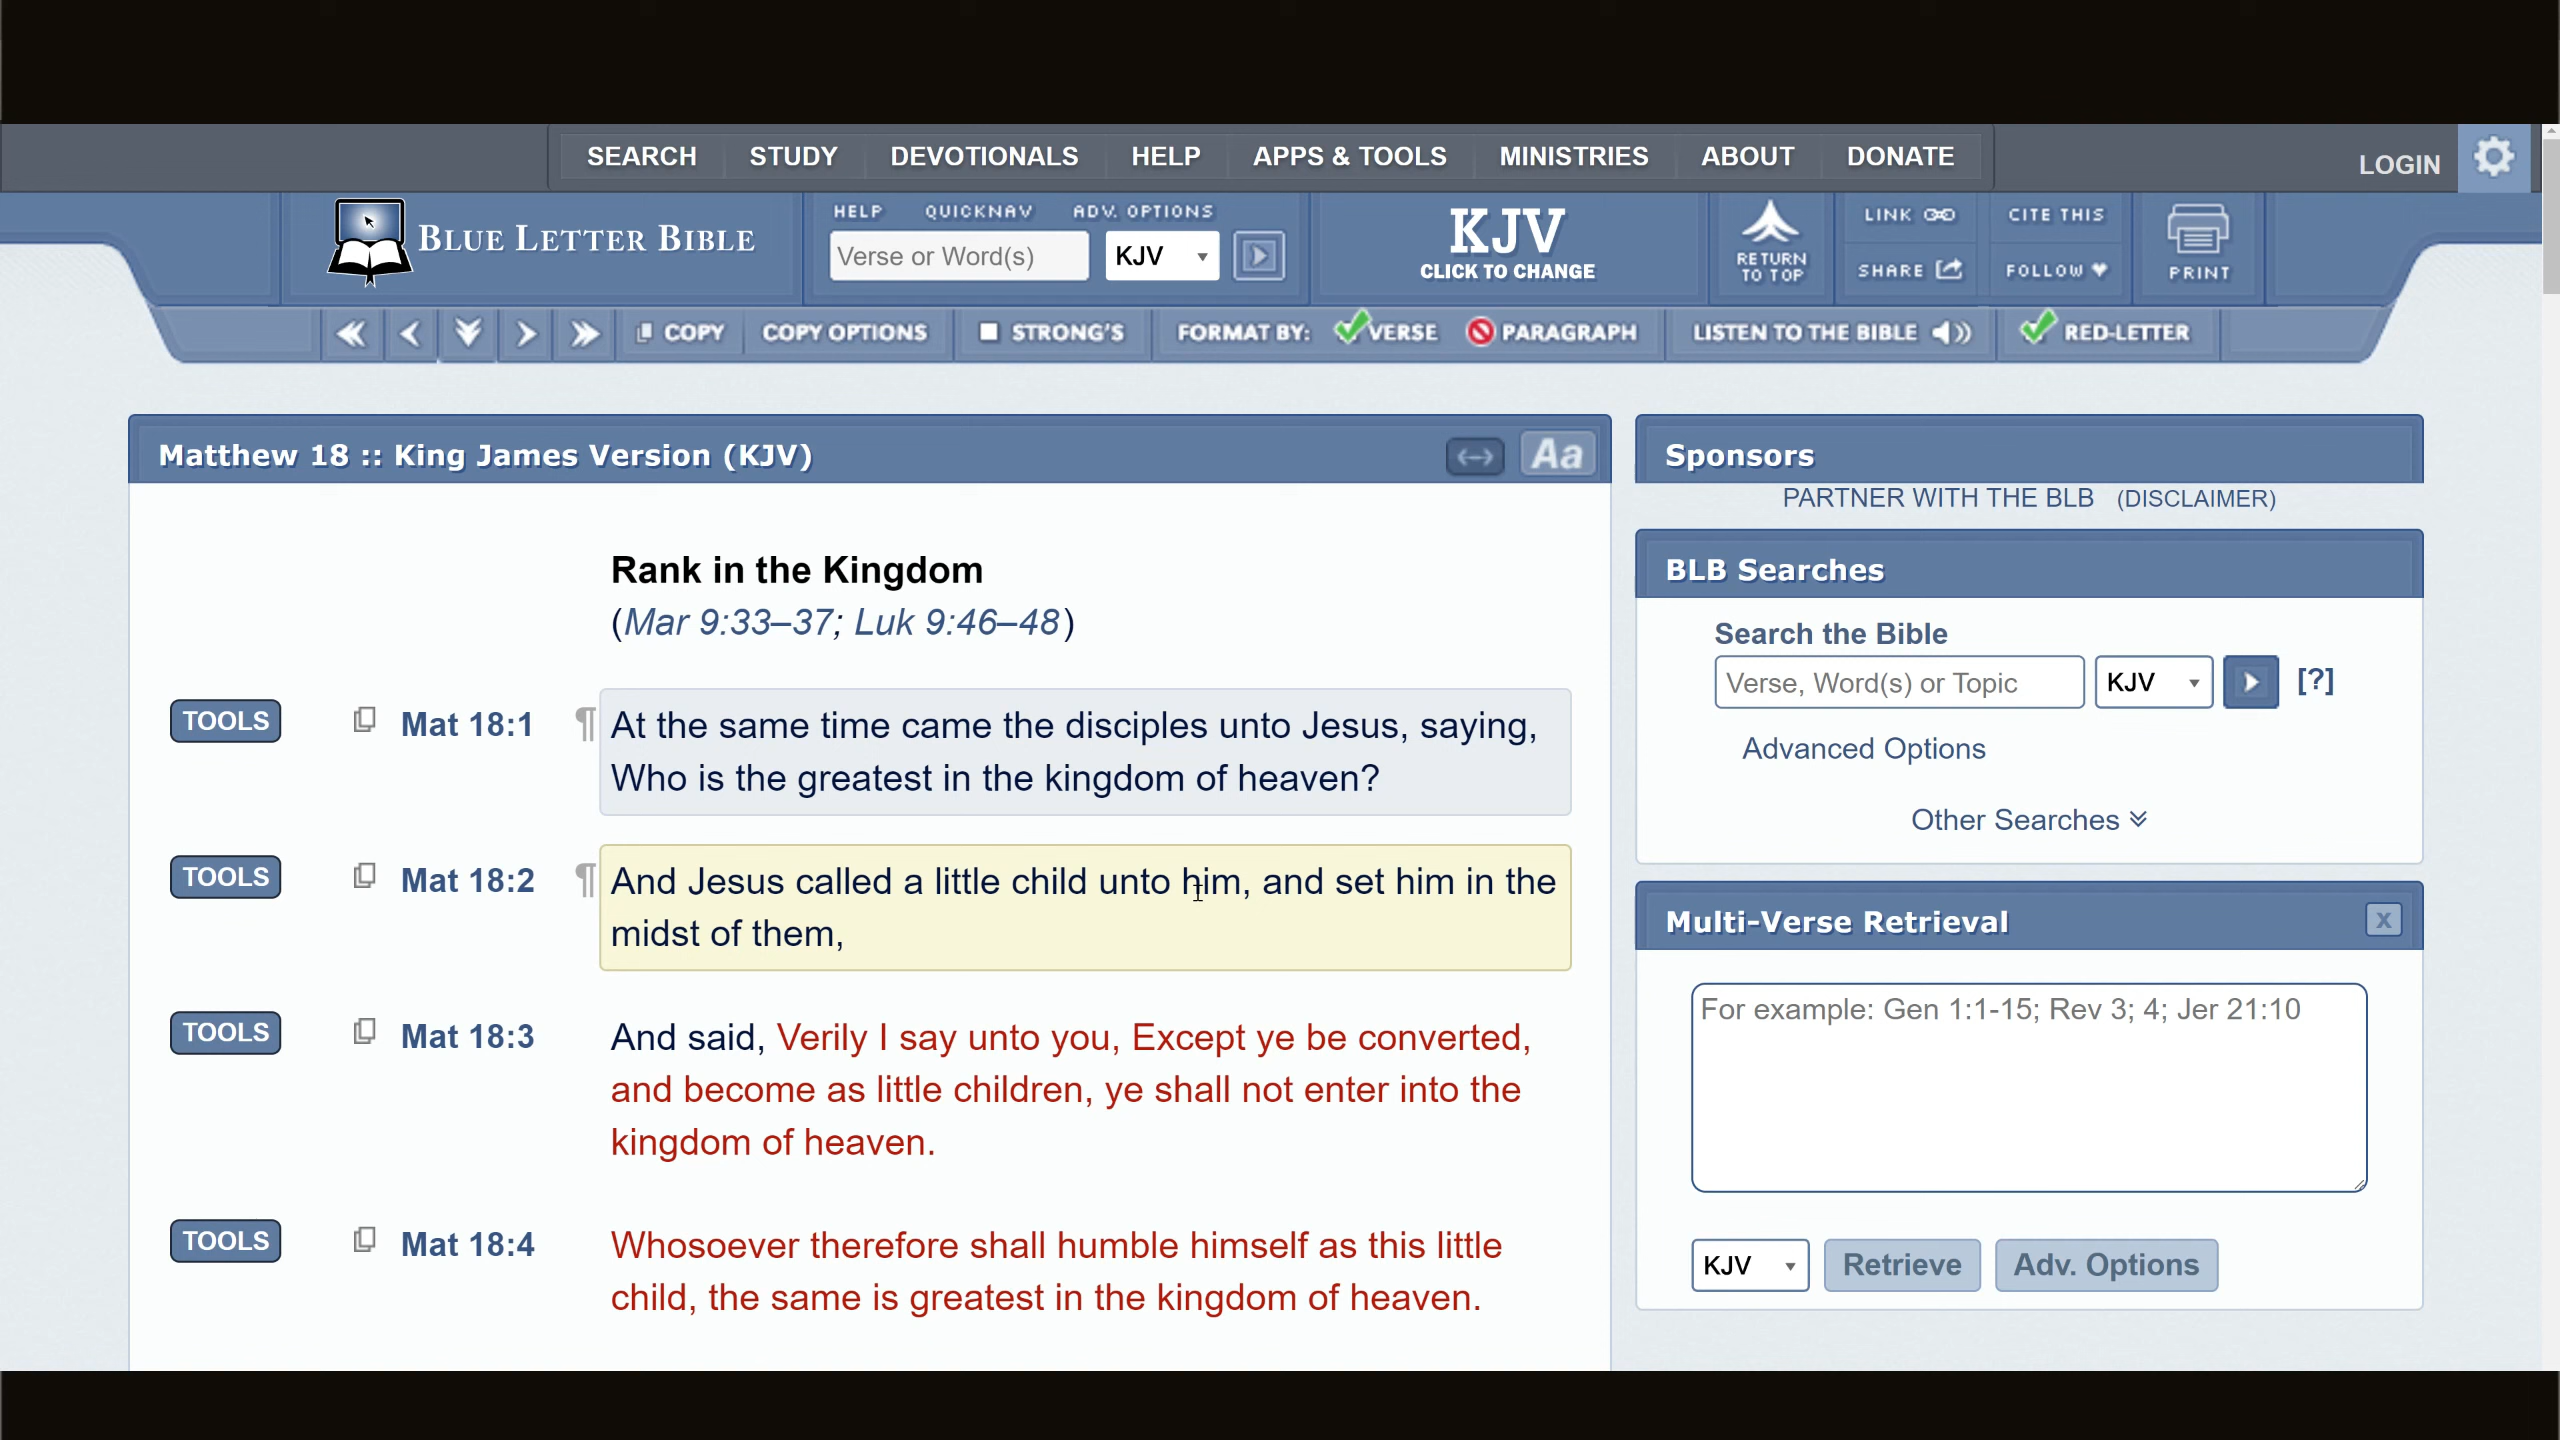 SEARCH STUDY DEVOTIONALS HELP APPS & TOOLS MINISTRIES ABOUT DONATE LOGIN
BLUE LETTER BIBLE
HELP QUICKNAV ADV. OPTIONS
Verse or Word(s) KJV
KJV
CLICK TO CHANGE
RETURN
TO TOP
LINK CITE THIS
SHARE FOLLOW
PRINT
COPY COPY OPTIONS STRONG'S FORMAT BY: VERSE PARAGRAPH LISTEN TO THE BIBLE RED-LETTER
Matthew 18 :: King James Version (KJV) Aa
Rank in the Kingdom
(Mar 9:33–37; Luk 9:46–48)
TOOLS Mat 18:1 ¶ At the same time came the disciples unto Jesus, saying,
Who is the greatest in the kingdom of heaven?
TOOLS Mat 18:2 ¶ And Jesus called a little child unto him, and set him in the
midst of them,
TOOLS Mat 18:3 And said, Verily I say unto you, Except ye be converted,
and become as little children, ye shall not enter into the
kingdom of heaven.
TOOLS Mat 18:4 Whosoever therefore shall humble himself as this little
child, the same is greatest in the kingdom of heaven.
Sponsors
PARTNER WITH THE BLB (DISCLAIMER)
BLB Searches
Search the Bible
Verse, Word(s) or Topic KJV [?]
Advanced Options
Other Searches
Multi-Verse Retrieval x
For example: Gen 1:1-15; Rev 3; 4; Jer 21:10
KJV Retrieve Adv. Options